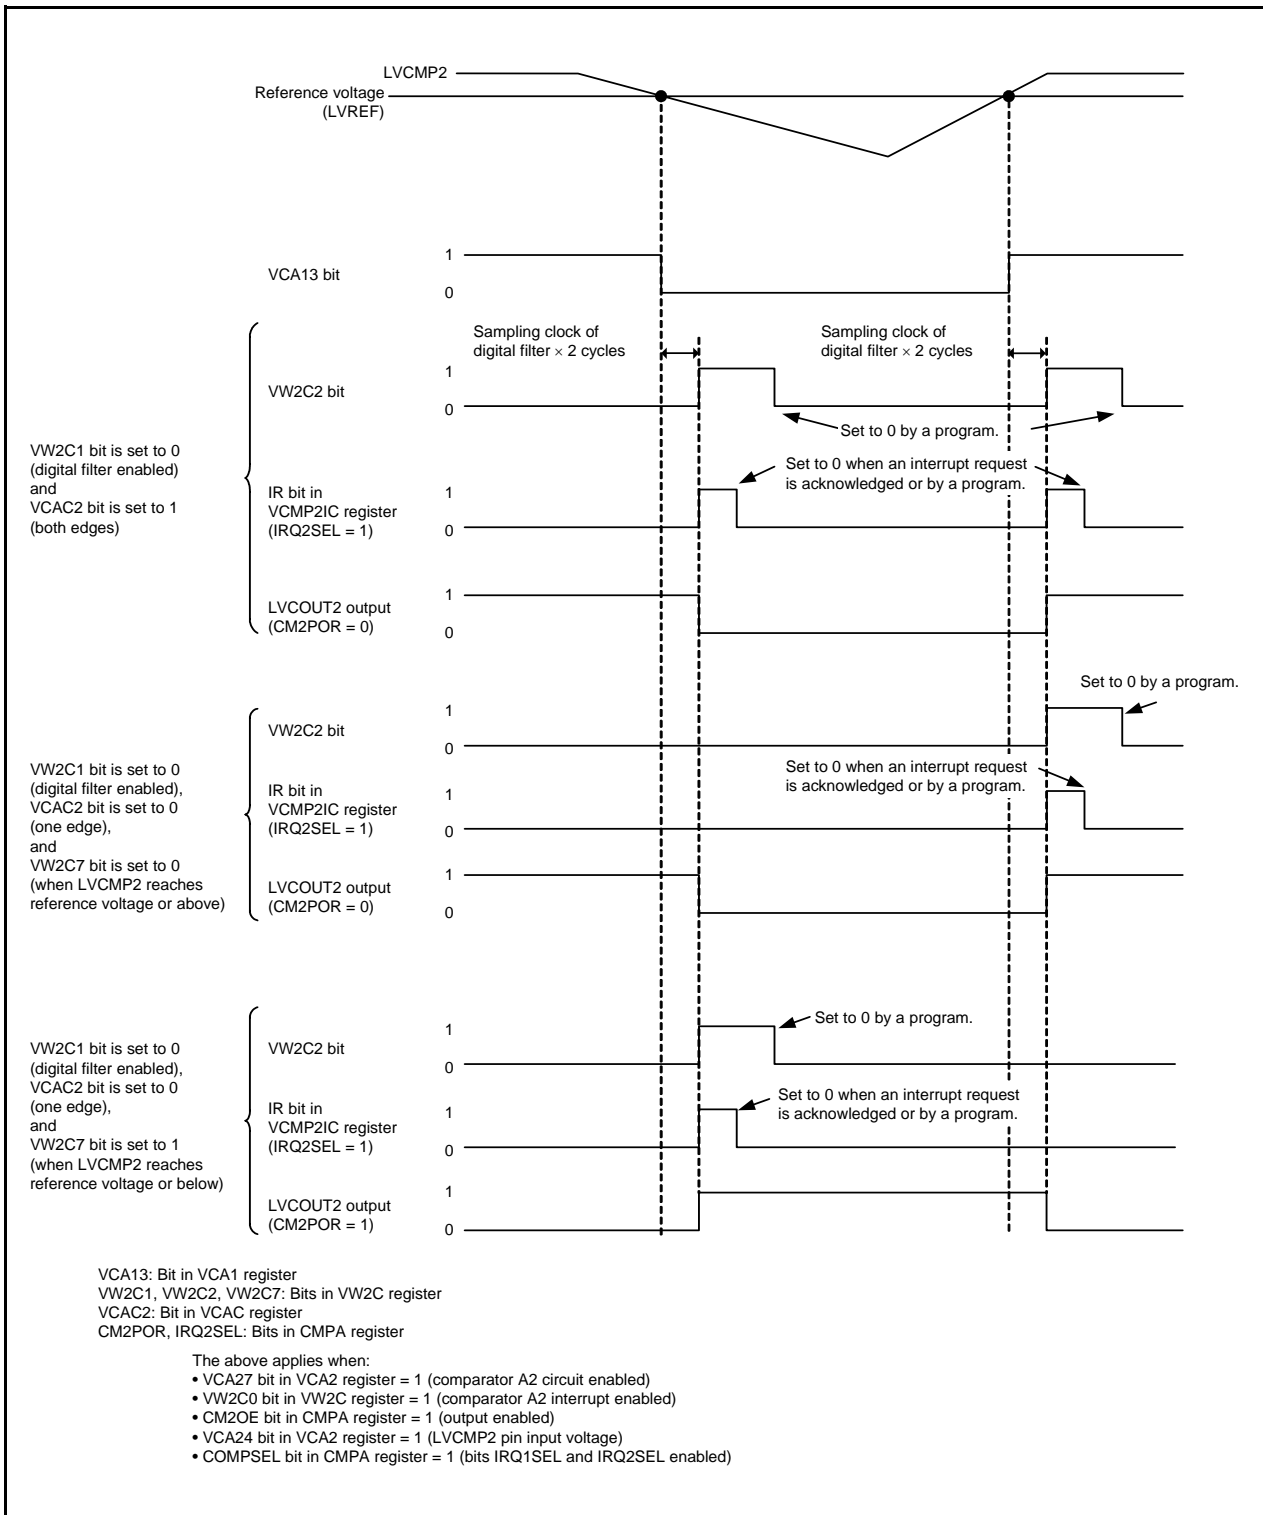 LVCMP2
Reference voltage
(LVREF)
1
VCA13 bit
0
Sampling clock of
digital filter × 2 cycles
Sampling clock of
digital filter × 2 cycles
1
VW2C2 bit
0
Set to 0 by a program.
VW2C1 bit is set to 0
(digital filter enabled)
and
VCAC2 bit is set to 1
(both edges)
Set to 0 when an interrupt request
is acknowledged or by a program.
1
IR bit in
VCMP2IC register
(IRQ2SEL = 1)
0
1
LVCOUT2 output
(CM2POR = 0)
0
Set to 0 by a program.
1
VW2C2 bit
0
VW2C1 bit is set to 0
(digital filter enabled),
VCAC2 bit is set to 0
(one edge),
and
VW2C7 bit is set to 0
(when LVCMP2 reaches
reference voltage or above)
Set to 0 when an interrupt request
is acknowledged or by a program.
1
IR bit in
VCMP2IC register
(IRQ2SEL = 1)
0
1
LVCOUT2 output
(CM2POR = 0)
0
Set to 0 by a program.
1
VW2C2 bit
0
VW2C1 bit is set to 0
(digital filter enabled),
VCAC2 bit is set to 0
(one edge),
and
VW2C7 bit is set to 1
(when LVCMP2 reaches
reference voltage or below)
Set to 0 when an interrupt request
is acknowledged or by a program.
1
IR bit in
VCMP2IC register
(IRQ2SEL = 1)
0
1
LVCOUT2 output
(CM2POR = 1)
0
VCA13: Bit in VCA1 register
VW2C1, VW2C2, VW2C7: Bits in VW2C register
VCAC2: Bit in VCAC register
CM2POR, IRQ2SEL: Bits in CMPA register
The above applies when:
• VCA27 bit in VCA2 register = 1 (comparator A2 circuit enabled)
• VW2C0 bit in VW2C register = 1 (comparator A2 interrupt enabled)
• CM2OE bit in CMPA register = 1 (output enabled)
• VCA24 bit in VCA2 register = 1 (LVCMP2 pin input voltage)
• COMPSEL bit in CMPA register = 1 (bits IRQ1SEL and IRQ2SEL enabled)